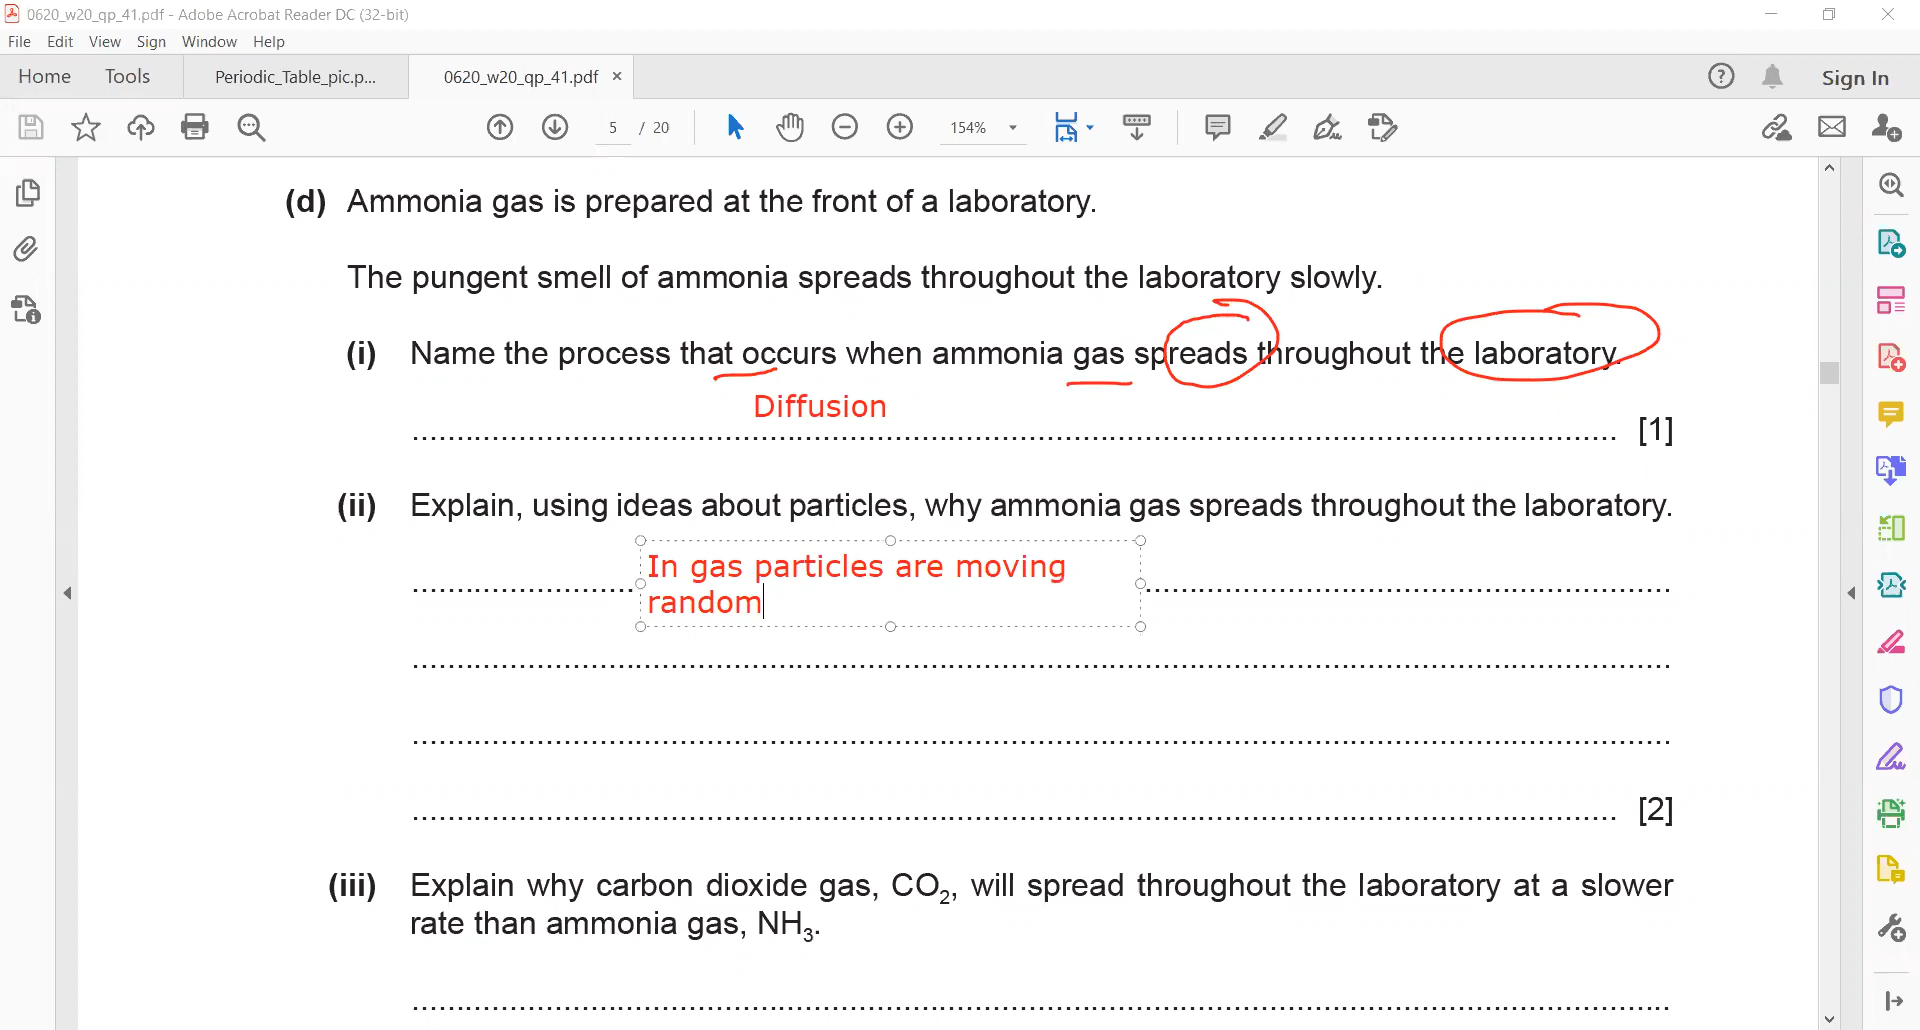 0620_w20_qp_41.pdf - Adobe Acrobat Reader DC (32-bit)
File Edit View Sign Window Help
Home Tools Periodic_Table_pic.p... 0620_w20_qp_41.pdf × Sign In
5 / 20 154%
(d) Ammonia gas is prepared at the front of a laboratory.
The pungent smell of ammonia spreads throughout the laboratory slowly.
(i) Name the process that occurs when ammonia gas spreads throughout the laboratory.
Diffusion
[1]
(ii) Explain, using ideas about particles, why ammonia gas spreads throughout the laboratory.
In gas particles are moving
random
[2]
(iii) Explain why carbon dioxide gas, CO₂, will spread throughout the laboratory at a slower
rate than ammonia gas, NH₃.